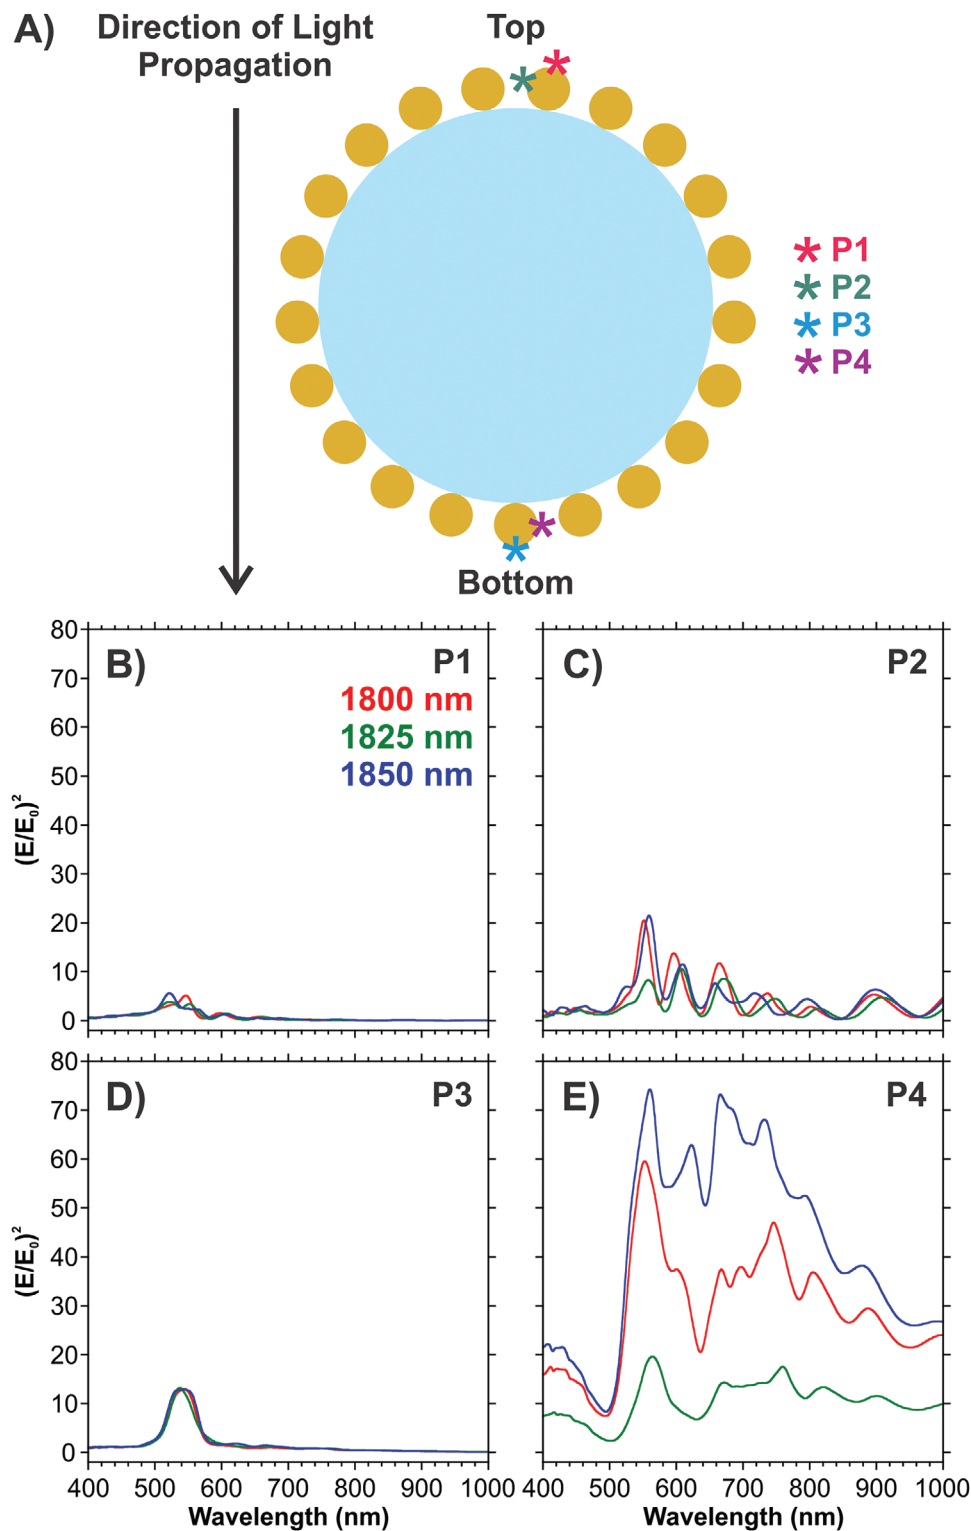 A)
Direction of Light
Propagation
Top
* P1
* P2
* P3
* P4
Bottom
B)
P1
1800 nm
1825 nm
1850 nm
80
70
60
50
40
30
20
10
0
(E/E₀)²
C)
P2
D)
P3
80
70
60
50
40
30
20
10
0
(E/E₀)²
400 500 600 700 800 900 1000
Wavelength (nm)
E)
P4
400 500 600 700 800 900 1000
Wavelength (nm)